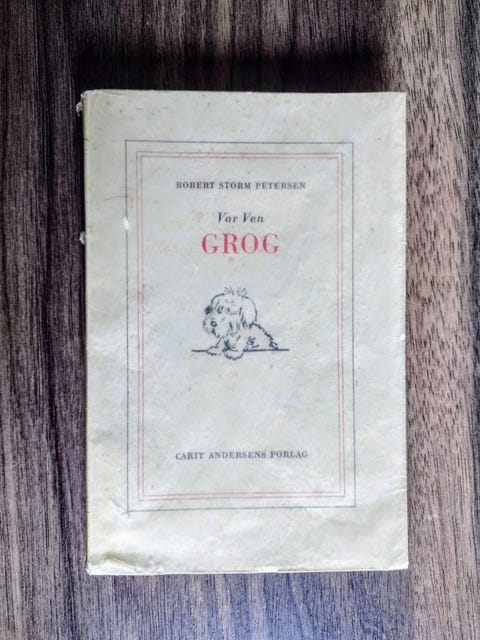 ROBERT STORM PETERSEN
Vor Ven
GROG
CARIT ANDERSENS FORLAG